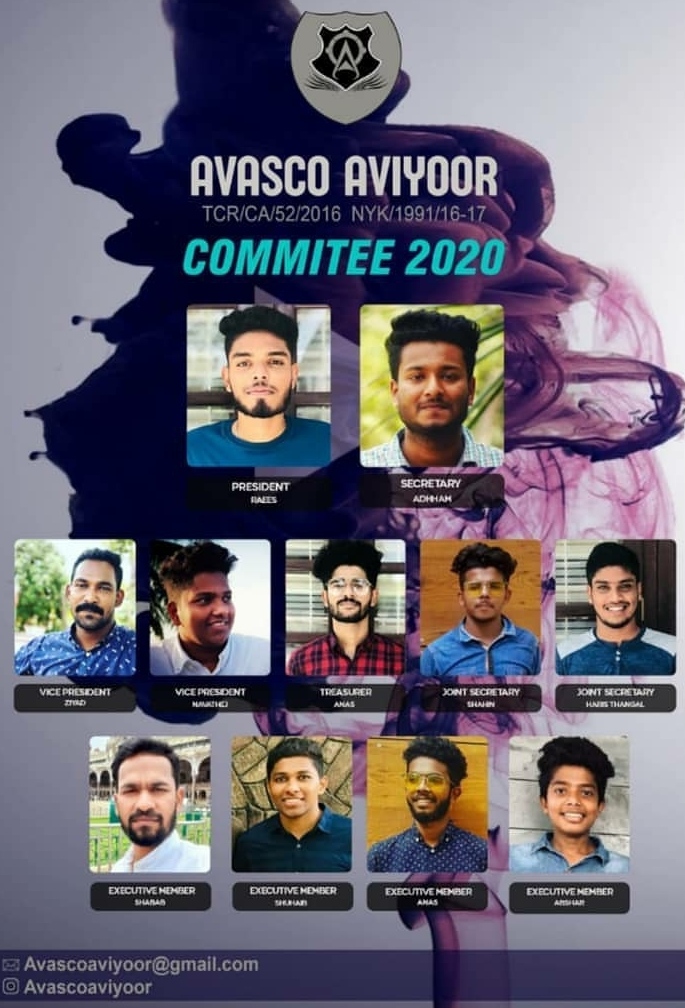 AVASCO AVIYOOR
TCR/CA/52/2016 NYK/1991/16-17
COMMITEE 2020
PRESIDENT
RAEES
SECRETARY
ADHHAM
VICE PRESIDENT
ZIYAD
VICE PRESIDENT
TREASURER
ANAS
JOINT SECRETARY
SHAHIN
JOINT SECRETARY
HARIS THANGAL
EXECUTIVE MEMBER
SHABAB
EXECUTIVE MEMBER
SHUHAIB
EXECUTIVE MEMBER
ANAS
EXECUTIVE MEMBER
ABSHAR
Avascoaviyoor@gmail.com
Avascoaviyoor